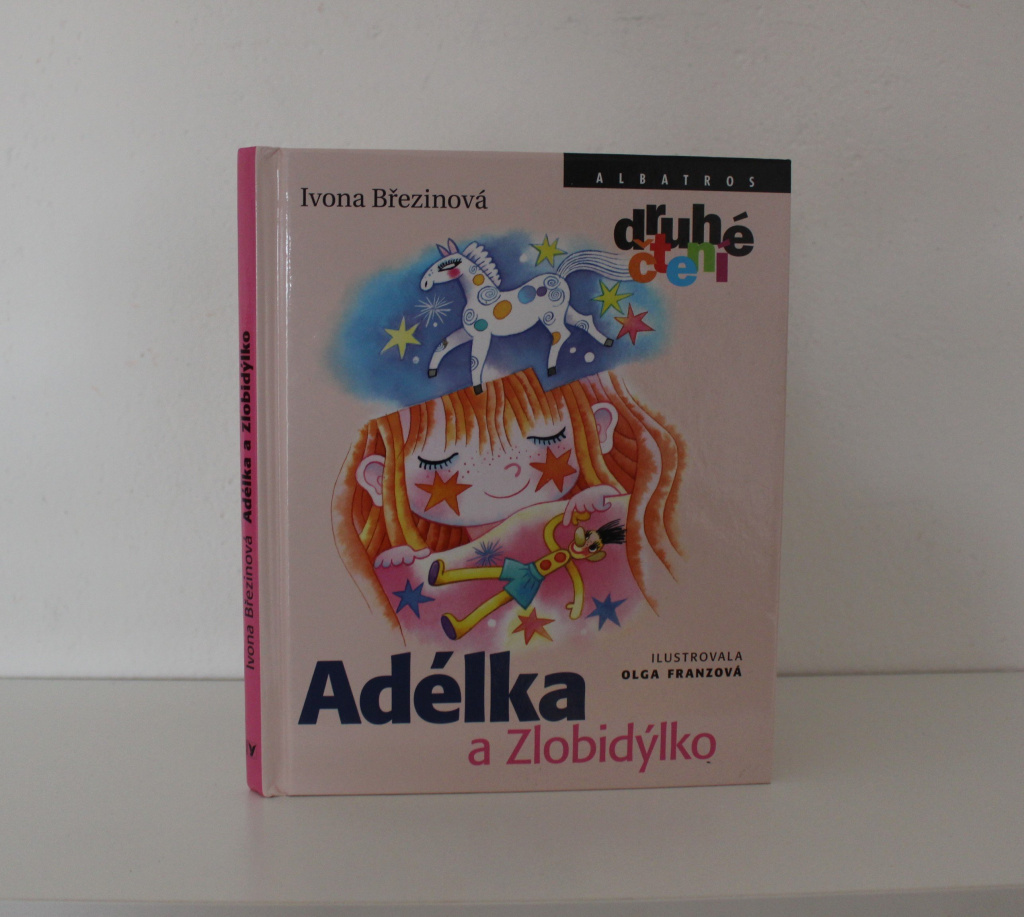 Ivona Březinová
ALBATROS
druhé
čtení
Adélka
a Zlobidýlko
ILUSTROVALA
OLGA FRANZOVÁ
Ivona Březinová Adélka a Zlobidýlko